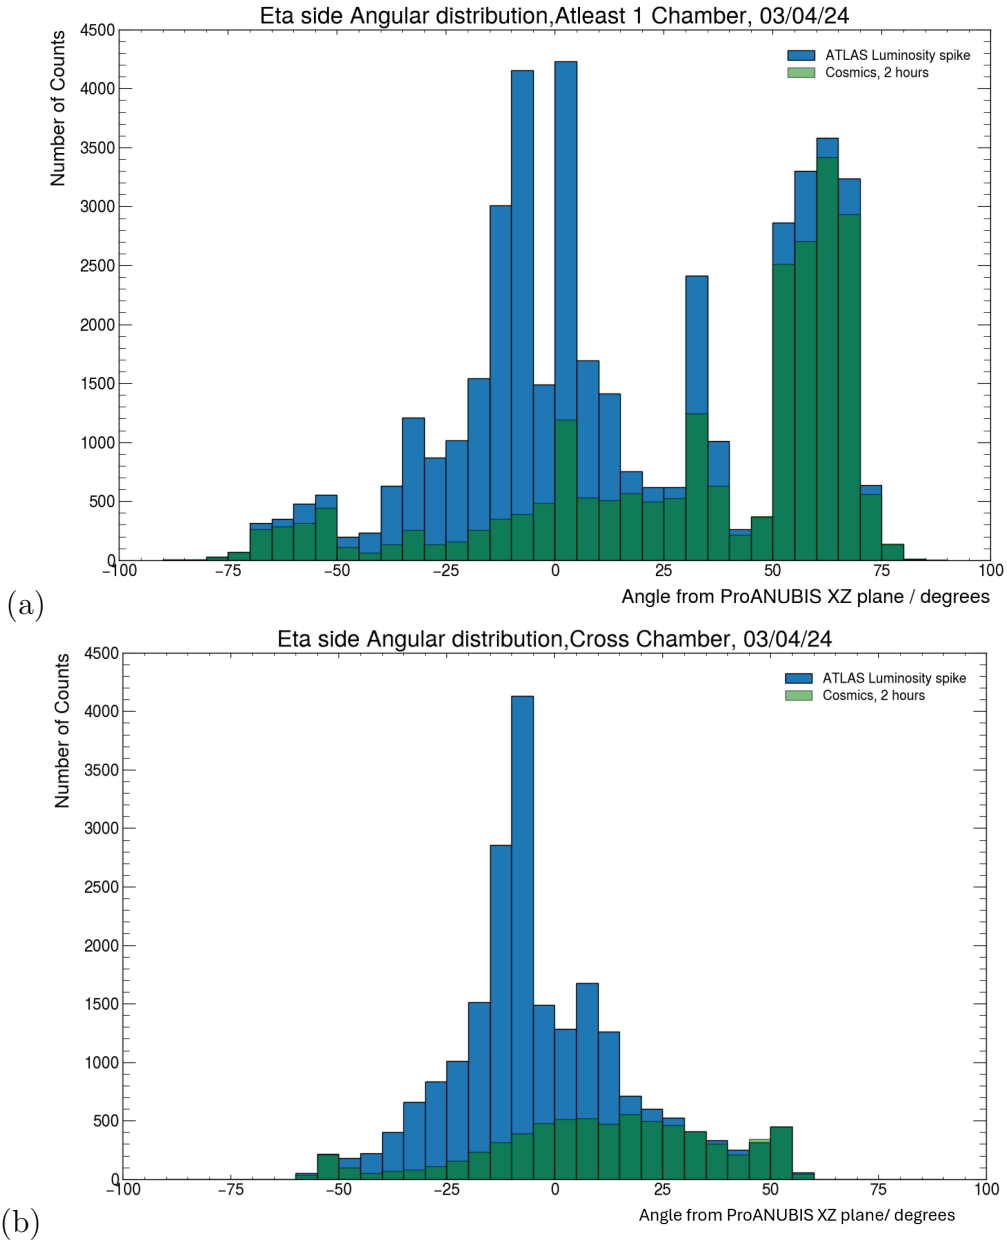 Eta side Angular distribution,Atleast 1 Chamber, 03/04/24
Number of Counts
ATLAS Luminosity spike
Cosmics, 2 hours
4500
4000
3500
3000
2500
2000
1500
1000
500
0
−100 −75 −50 −25 0 25 50 75 100
Angle from ProANUBIS XZ plane / degrees
(a)
Eta side Angular distribution,Cross Chamber, 03/04/24
Number of Counts
ATLAS Luminosity spike
Cosmics, 2 hours
4500
4000
3500
3000
2500
2000
1500
1000
500
0
−100 −75 −50 −25 0 25 50 75 100
Angle from ProANUBIS XZ plane/ degrees
(b)